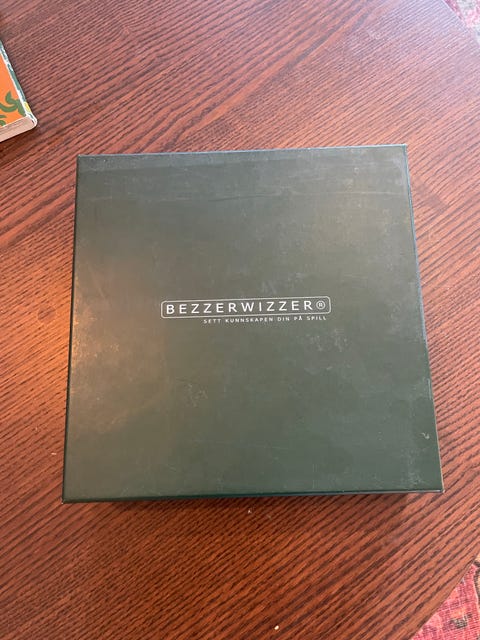 BEZZERWIZZER®
SETT KUNNSKAPEN DIN PÅ SPILL